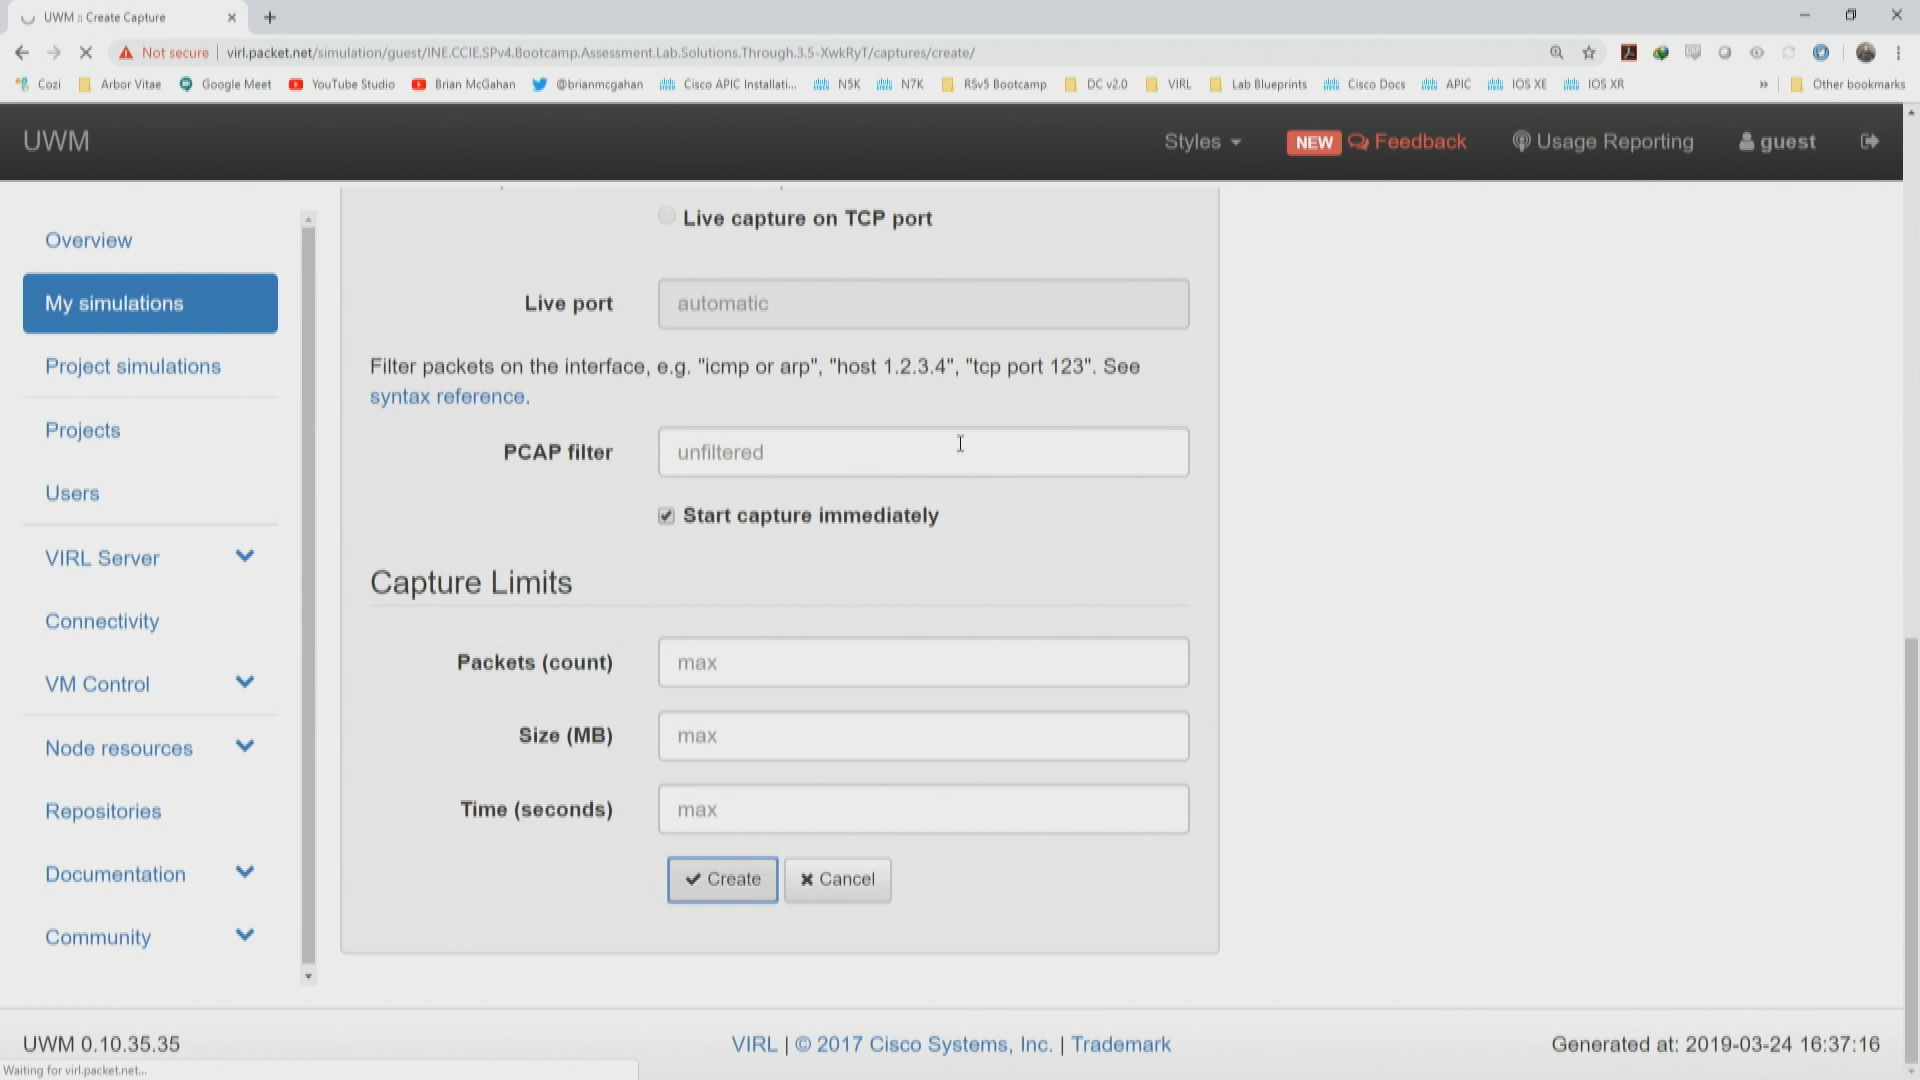 UWM :: Create Capture
Not secure virl.packet.net/simulation/guest/INE.CCIE.SPv4.Bootcamp.Assessment.Lab.Solutions.Through.3.5-XwkRyT/captures/create/
Cozi Arbor Vitae Google Meet YouTube Studio Brian McGahan @brianmcgahan Cisco APIC Installati... N5K N7K RSv5 Bootcamp DC v2.0 VIRL Lab Blueprints Cisco Docs APIC IOS XE IOS XR » Other bookmarks
UWM Styles NEW Feedback Usage Reporting guest
Overview
My simulations
Project simulations
Projects
Users
VIRL Server
Connectivity
VM Control
Node resources
Repositories
Documentation
Community
Live capture on TCP port
Live port automatic
Filter packets on the interface, e.g. "icmp or arp", "host 1.2.3.4", "tcp port 123". See
syntax reference.
PCAP filter unfiltered
Start capture immediately
Capture Limits
Packets (count) max
Size (MB) max
Time (seconds) max
Create Cancel
UWM 0.10.35.35 VIRL | © 2017 Cisco Systems, Inc. | Trademark Generated at: 2019-03-24 16:37:16
Waiting for virl.packet.net...